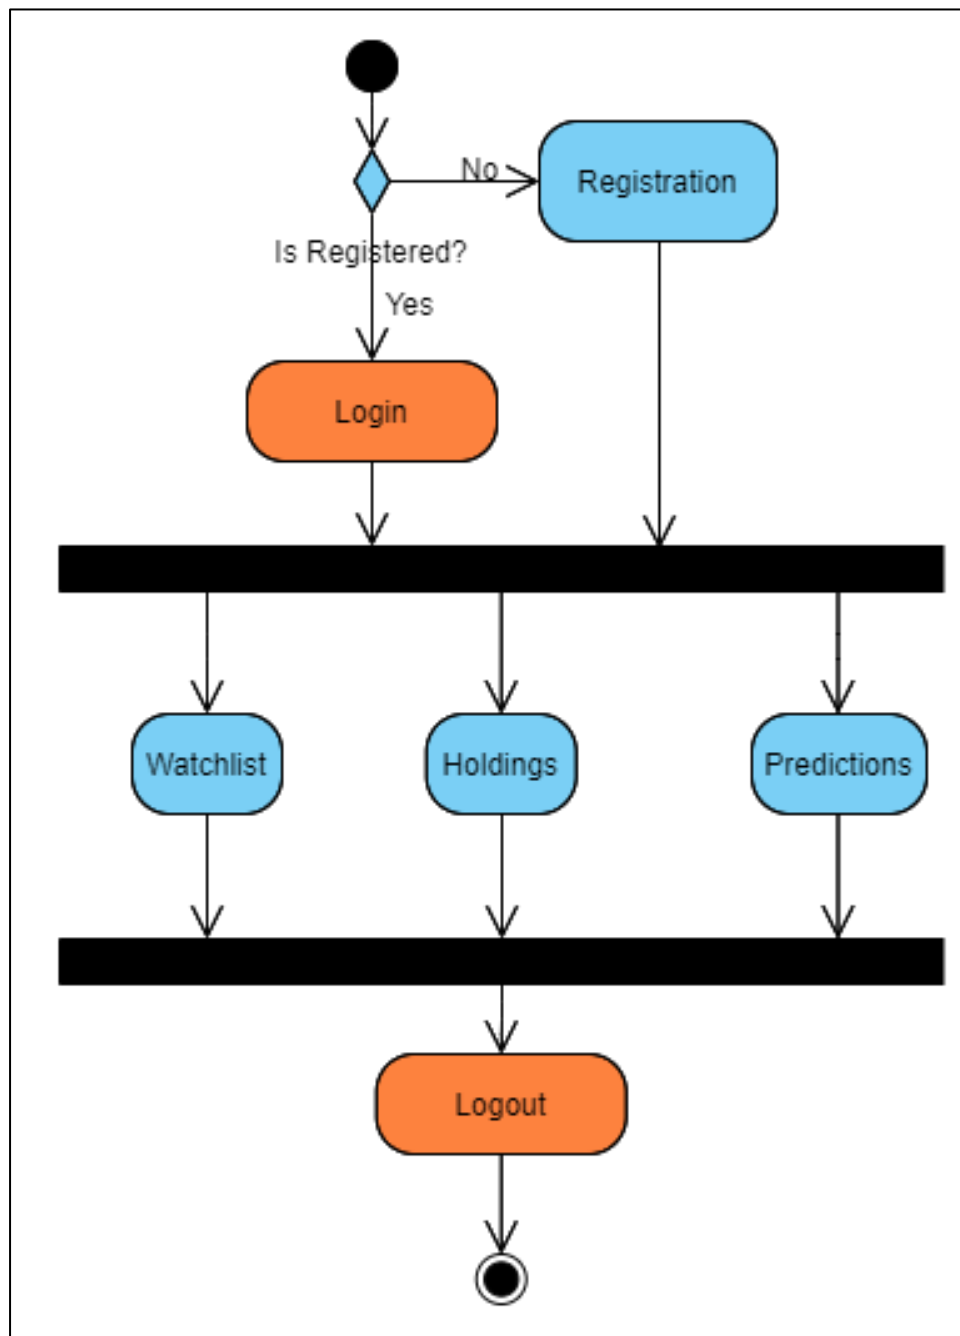 No
Registration
Is Registered?
Yes
Login
Watchlist
Holdings
Predictions
Logout